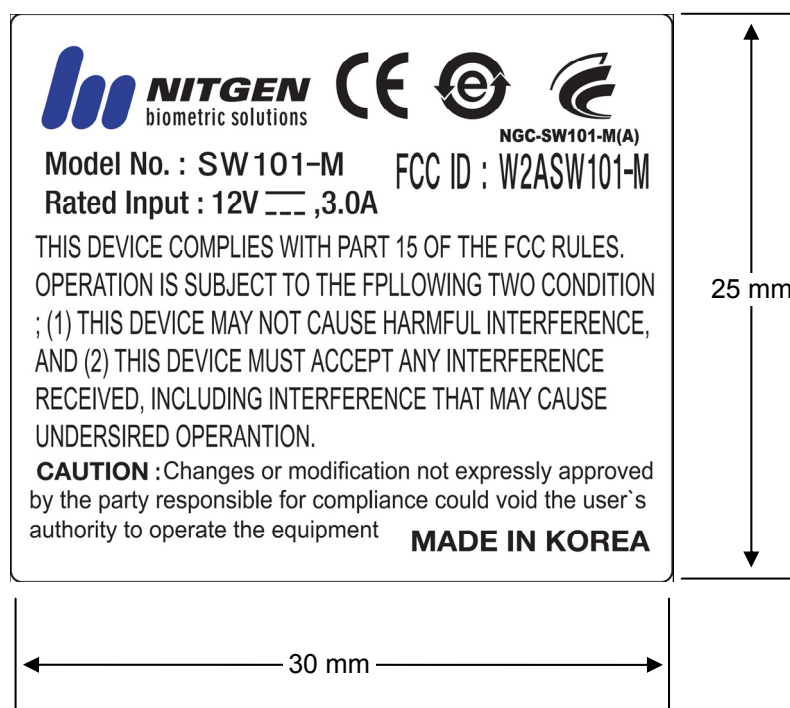 NITGEN
biometric solutions
CE
e
NGC-SW101-M(A)
Model No. : SW101-M
FCC ID : W2ASW101-M
Rated Input : 12V ⎓ ,3.0A
THIS DEVICE COMPLIES WITH PART 15 OF THE FCC RULES.
OPERATION IS SUBJECT TO THE FPLLOWING TWO CONDITION
; (1) THIS DEVICE MAY NOT CAUSE HARMFUL INTERFERENCE,
AND (2) THIS DEVICE MUST ACCEPT ANY INTERFERENCE
RECEIVED, INCLUDING INTERFERENCE THAT MAY CAUSE
UNDERSIRED OPERANTION.
CAUTION : Changes or modification not expressly approved
by the party responsible for compliance could void the user`s
authority to operate the equipment
MADE IN KOREA
25 mm
30 mm